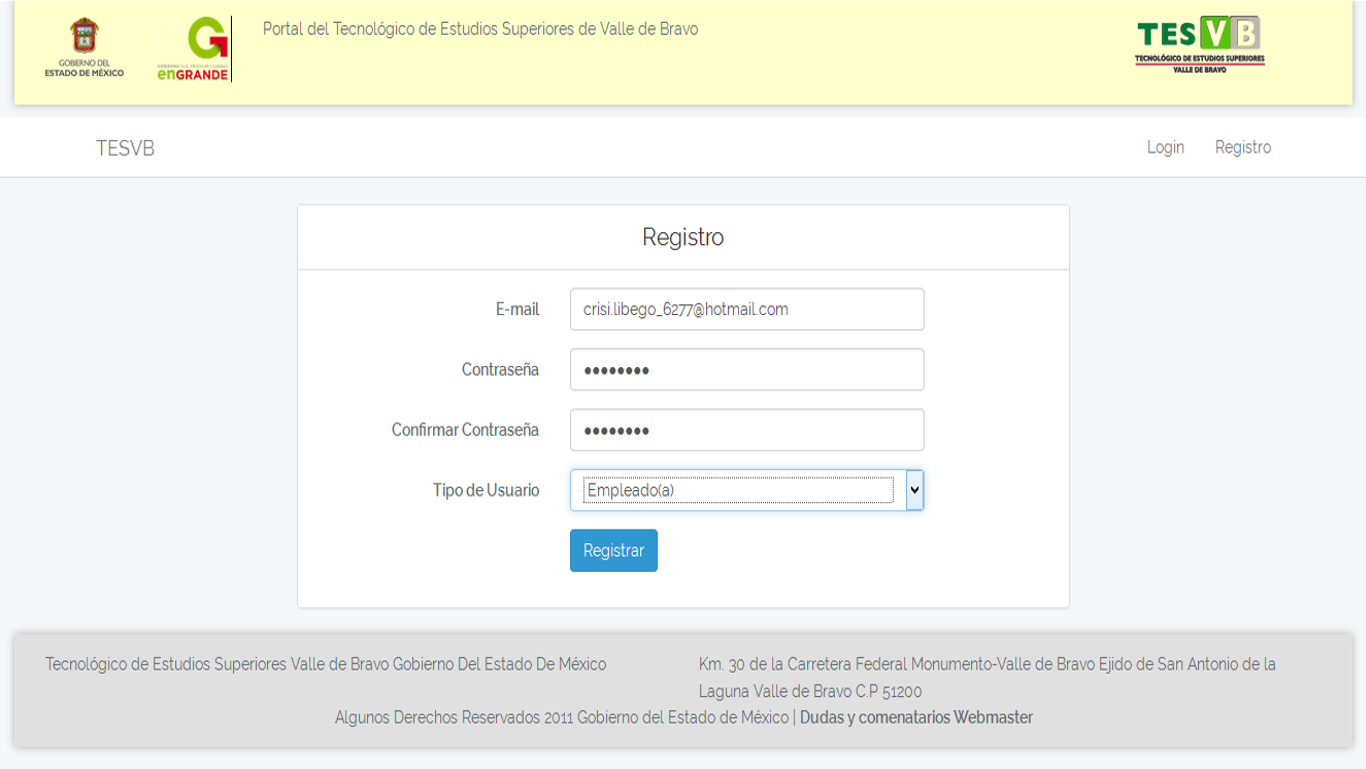 GOBIERNO DEL
ESTADO DE MÉXICO
enGRANDE
Portal del Tecnológico de Estudios Superiores de Valle de Bravo
TESVB
TECNOLÓGICO DE ESTUDIOS SUPERIORES
VALLE DE BRAVO
TESVB
Login
Registro
Registro
E-mail
crisi.libego_6277@hotmail.com
Contraseña
••••••••
Confirmar Contraseña
••••••••
Tipo de Usuario
Empleado(a)
Registrar
Tecnológico de Estudios Superiores Valle de Bravo Gobierno Del Estado De México
Km. 30 de la Carretera Federal Monumento-Valle de Bravo Ejido de San Antonio de la
Laguna Valle de Bravo C.P 51200
Algunos Derechos Reservados 2011 Gobierno del Estado de México | Dudas y comenatarios Webmaster